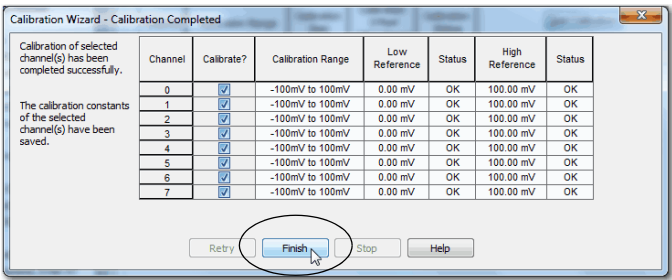 Calibration Wizard - Calibration Completed
Calibration of selected
channel(s) has been
completed successfully.
The calibration constants
of the selected
channel(s) have been
saved.
Channel Calibrate? Calibration Range Low Reference Status High Reference Status
0 -100mV to 100mV 0.00 mV OK 100.00 mV OK
1 -100mV to 100mV 0.00 mV OK 100.00 mV OK
2 -100mV to 100mV 0.00 mV OK 100.00 mV OK
3 -100mV to 100mV 0.00 mV OK 100.00 mV OK
4 -100mV to 100mV 0.00 mV OK 100.00 mV OK
5 -100mV to 100mV 0.00 mV OK 100.00 mV OK
6 -100mV to 100mV 0.00 mV OK 100.00 mV OK
7 -100mV to 100mV 0.00 mV OK 100.00 mV OK
Retry Finish Stop Help